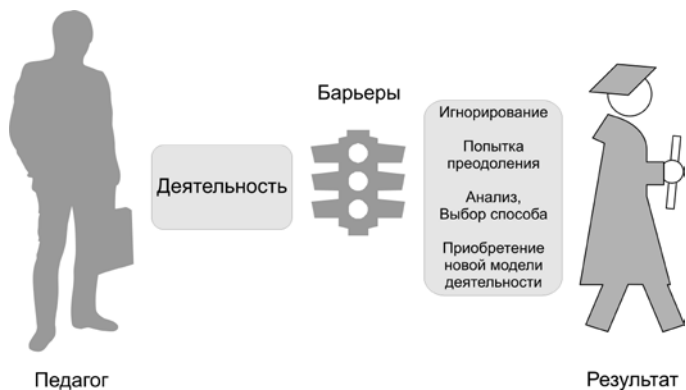 Барьеры
Игнорирование
Попытка
преодоления
Анализ,
Выбор способа
Приобретение
новой модели
деятельности
Деятельность
Педагог
Результат